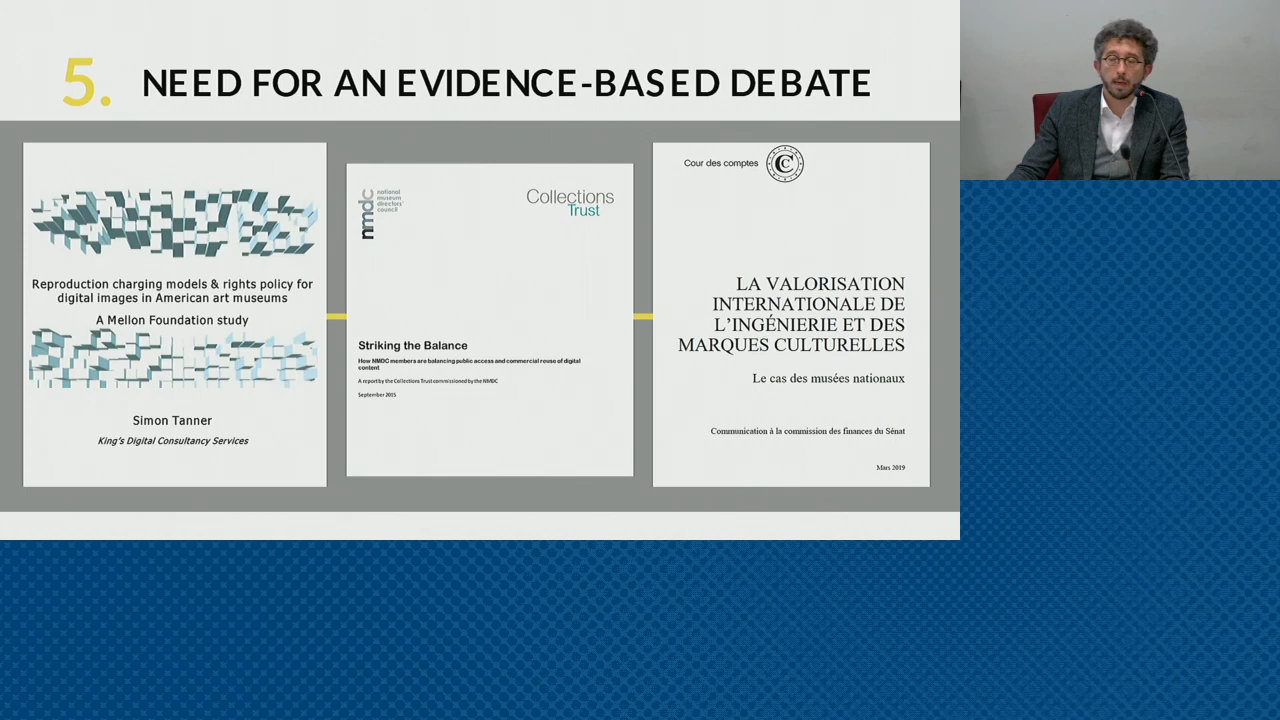 5. NEED FOR AN EVIDENCE-BASED DEBATE
Reproduction charging models & rights policy for
digital images in American art museums
A Mellon Foundation study
Simon Tanner
King's Digital Consultancy Services
nmdc
national
museum
directors'
council
Collections
Trust
Striking the Balance
How NMDC members are balancing public access and commercial reuse of digital
content
A report by the Collections Trust commissioned by the NMDC
September 2015
Cour des comptes
LA VALORISATION
INTERNATIONALE DE
L'INGÉNIERIE ET DES
MARQUES CULTURELLES
Le cas des musées nationaux
Communication à la commission des finances du Sénat
Mars 2019